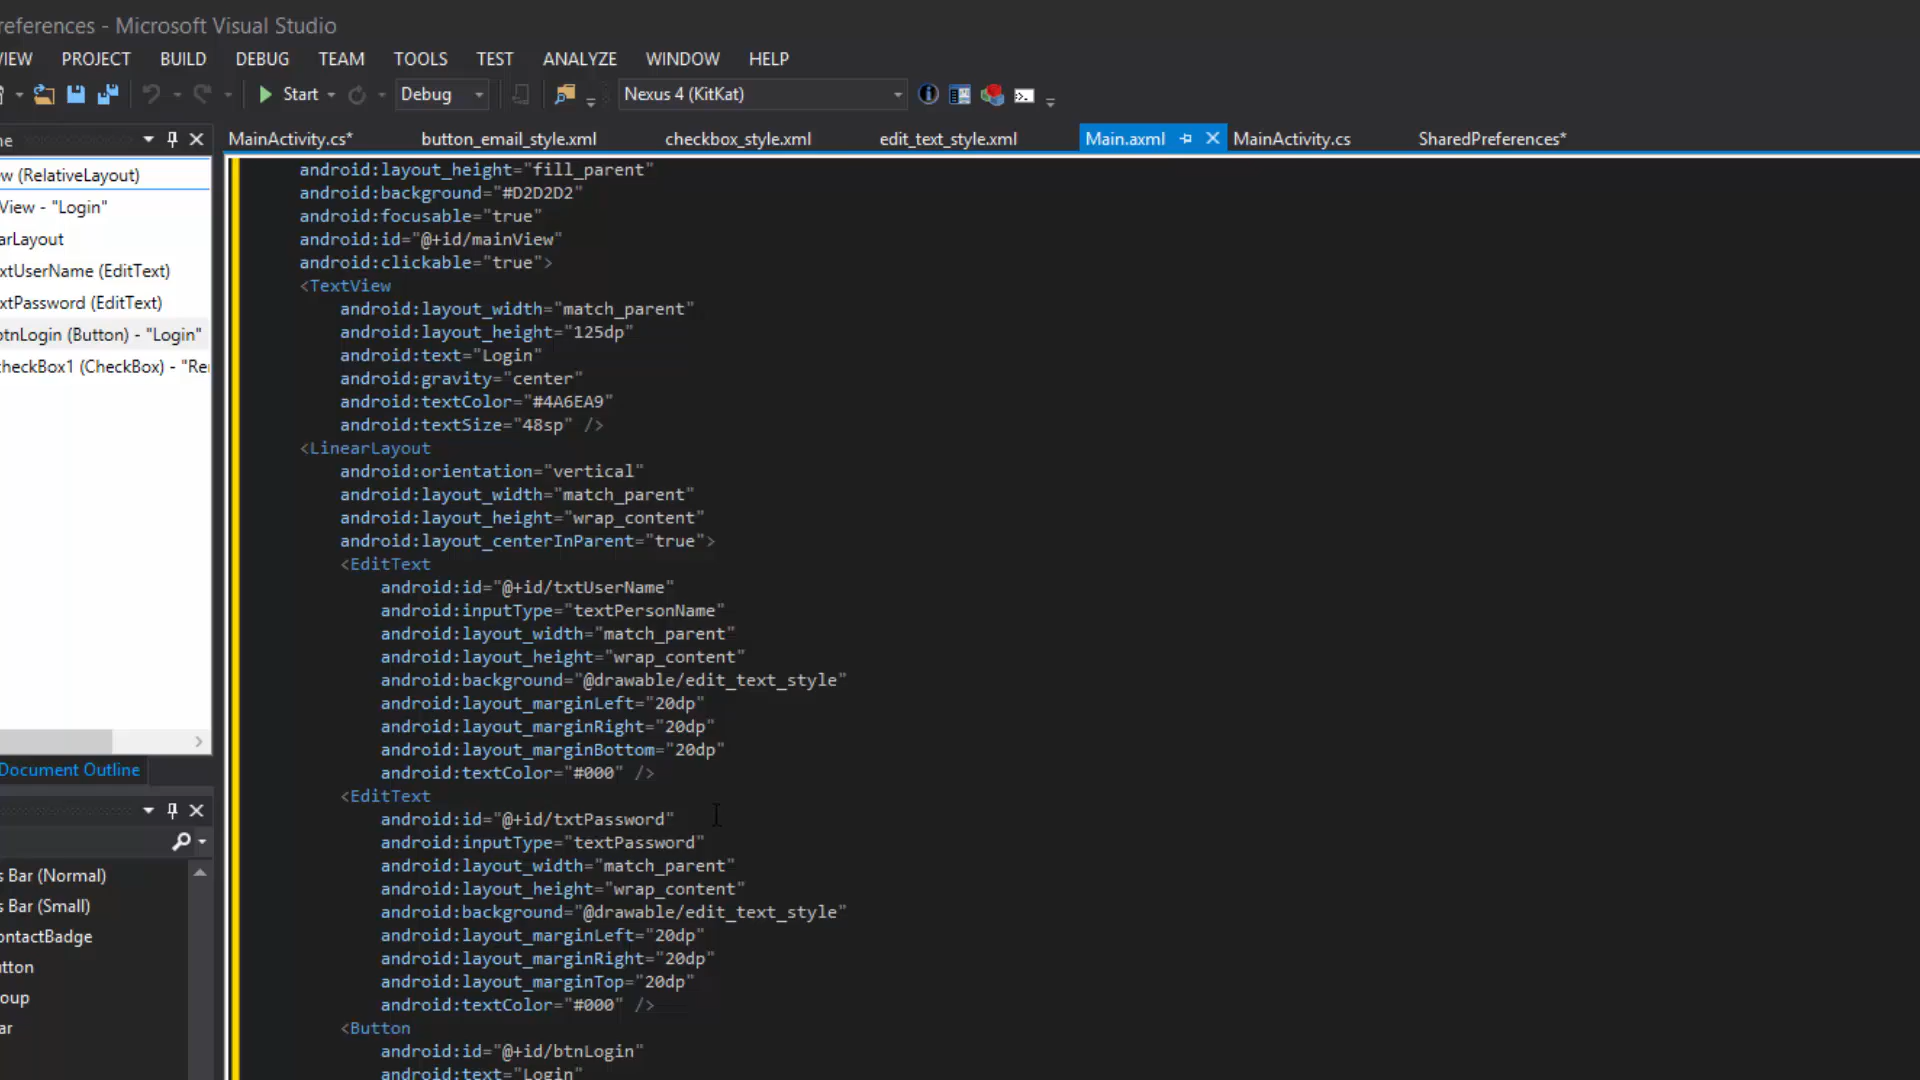 references - Microsoft Visual Studio
IEW PROJECT BUILD DEBUG TEAM TOOLS TEST ANALYZE WINDOW HELP
Start Debug Nexus 4 (KitKat)
ne
MainActivity.cs* button_email_style.xml checkbox_style.xml edit_text_style.xml Main.axml MainActivity.cs SharedPreferences*
w (RelativeLayout)
View - "Login"
arLayout
xtUserName (EditText)
xtPassword (EditText)
btnLogin (Button) - "Login"
checkBox1 (CheckBox) - "Re
Document Outline
s Bar (Normal)
s Bar (Small)
ontactBadge
utton
oup
ar
android:layout_height="fill_parent"
android:background="#D2D2D2"
android:focusable="true"
android:id="@+id/mainView"
android:clickable="true">
<TextView
android:layout_width="match_parent"
android:layout_height="125dp"
android:text="Login"
android:gravity="center"
android:textColor="#4A6EA9"
android:textSize="48sp" />
<LinearLayout
android:orientation="vertical"
android:layout_width="match_parent"
android:layout_height="wrap_content"
android:layout_centerInParent="true">
<EditText
android:id="@+id/txtUserName"
android:inputType="textPersonName"
android:layout_width="match_parent"
android:layout_height="wrap_content"
android:background="@drawable/edit_text_style"
android:layout_marginLeft="20dp"
android:layout_marginRight="20dp"
android:layout_marginBottom="20dp"
android:textColor="#000" />
<EditText
android:id="@+id/txtPassword"
android:inputType="textPassword"
android:layout_width="match_parent"
android:layout_height="wrap_content"
android:background="@drawable/edit_text_style"
android:layout_marginLeft="20dp"
android:layout_marginRight="20dp"
android:layout_marginTop="20dp"
android:textColor="#000" />
<Button
android:id="@+id/btnLogin"
android:text="Login"